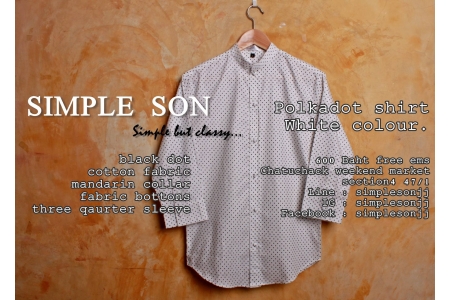 SIMPLE SON
Simple but classy...
black dot
cotton fabric
mandarin collar
fabric bottons
three qaurter sleeve
Polkadot shirt
White colour.
600 Baht free ems
Chatuchack weekend market
section4 47/1
Line : simplesonjj
IG : simplesonjj
Facebook : simplesonjj